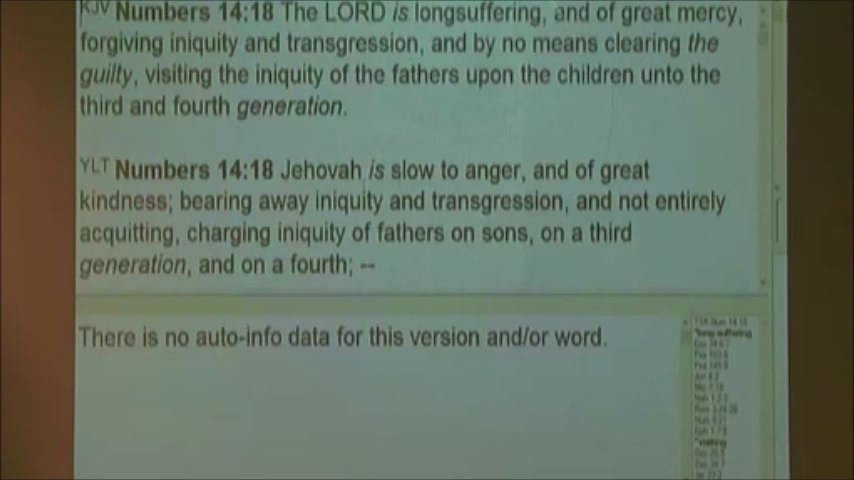 KJV Numbers 14:18 The LORD is longsuffering, and of great mercy,
forgiving iniquity and transgression, and by no means clearing the
guilty, visiting the iniquity of the fathers upon the children unto the
third and fourth generation.
YLT Numbers 14:18 Jehovah is slow to anger, and of great
kindness; bearing away iniquity and transgression, and not entirely
acquitting, charging iniquity of fathers on sons, on a third
generation, and on a fourth; --
There is no auto-info data for this version and/or word.